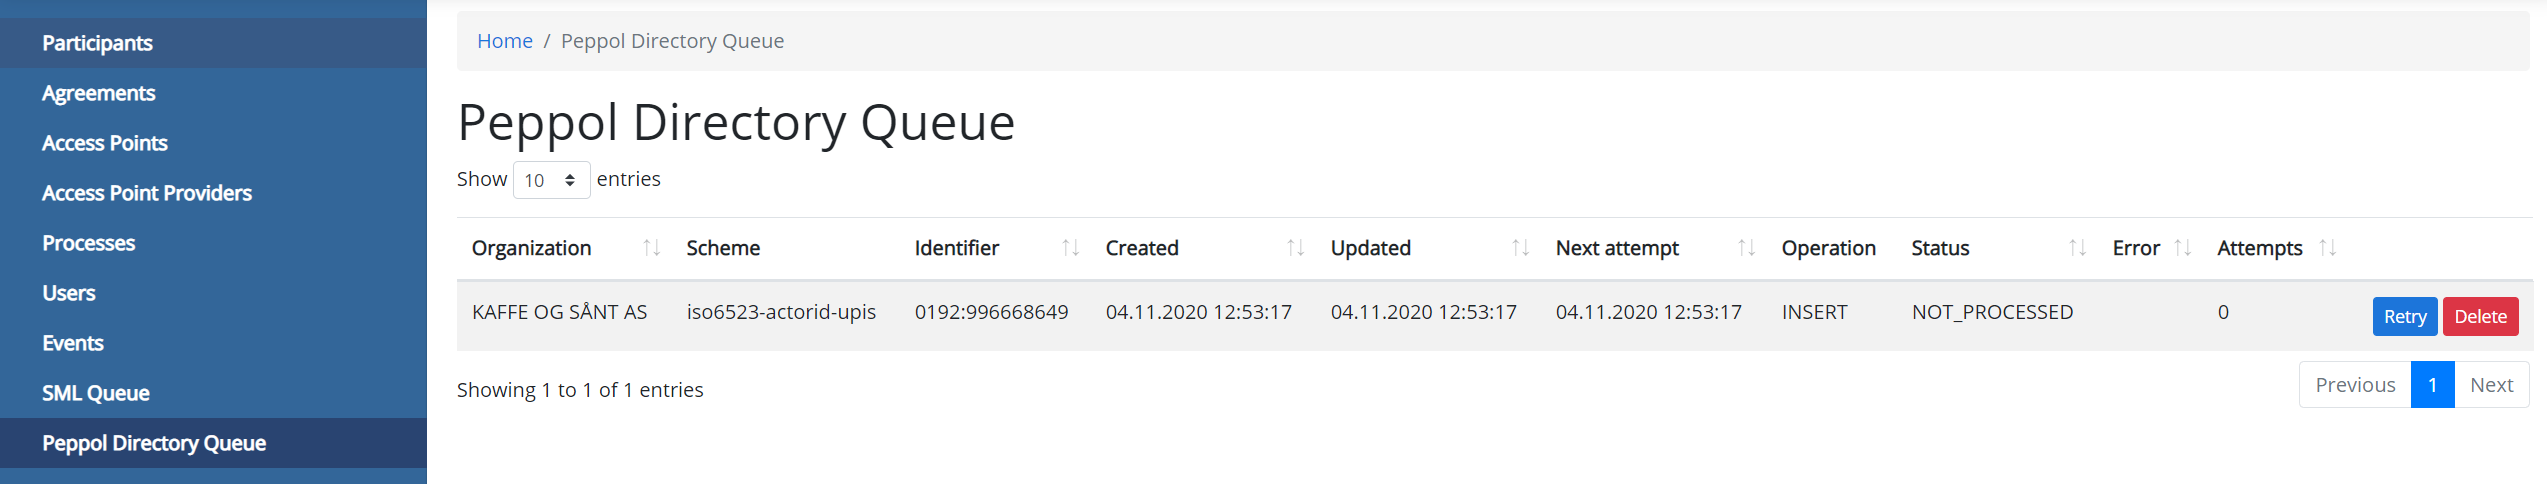 Participants
Agreements
Access Points
Access Point Providers
Processes
Users
Events
SML Queue
Peppol Directory Queue
Home / Peppol Directory Queue
Peppol Directory Queue
Show 10 entries
Organization Scheme Identifier Created Updated Next attempt Operation Status Error Attempts
KAFFE OG SÅNT AS iso6523-actorid-upis 0192:996668649 04.11.2020 12:53:17 04.11.2020 12:53:17 04.11.2020 12:53:17 INSERT NOT_PROCESSED 0 Retry Delete
Showing 1 to 1 of 1 entries
Previous 1 Next